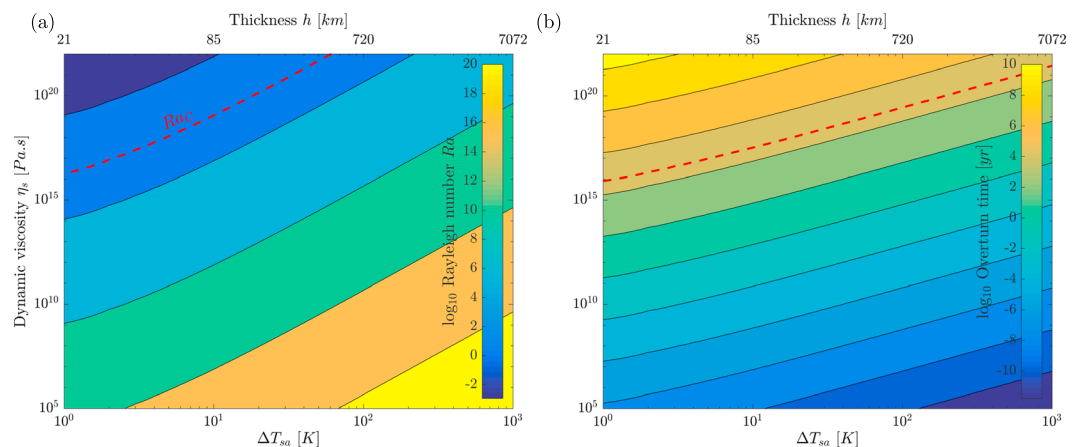 (a)
Thickness h [km]
21 85 720 7072
Dynamic viscosity ηs [Pa.s]
10^20
10^15
10^10
10^5
Rac
log10 Rayleigh number Ra
20
18
16
14
12
10
8
6
4
2
0
-2
10^0 10^1 10^2 10^3
ΔTsa [K]
(b)
Thickness h [km]
21 85 720 7072
10^20
10^15
10^10
10^5
log10 Overturn time [yr]
10
8
6
4
2
-0
-2
-4
-6
-8
-10
10^0 10^1 10^2 10^3
ΔTsa [K]